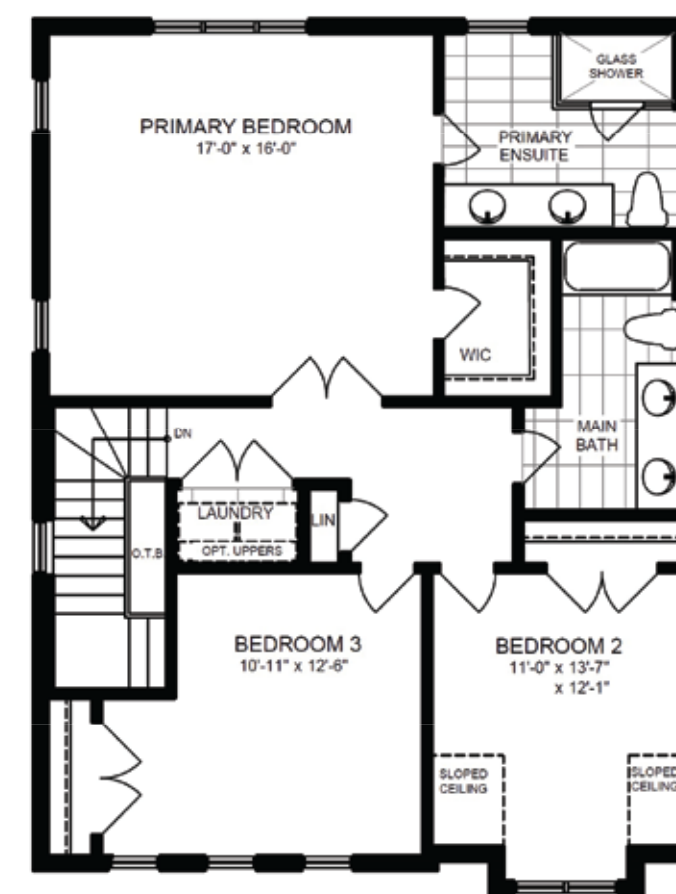 GLASS
SHOWER
PRIMARY BEDROOM
17'-0" x 16'-0"
PRIMARY
ENSUITE
WIC
DN
MAIN
BATH
LAUNDRY
LIN
O.T.B
OPT. UPPERS
BEDROOM 3
10'-11" x 12'-6"
BEDROOM 2
11'-0" x 13'-7"
x 12'-1"
SLOPED
CEILING
SLOPED
CEILING